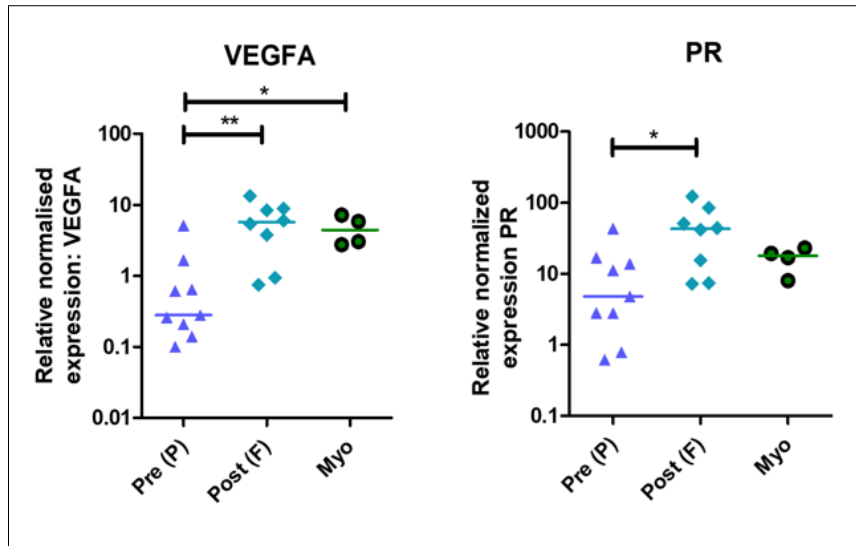 VEGFA
*
**
Relative normalised
expression: VEGFA
100
10
1
0.1
0.01
Pre (P)
Post (F)
Myo
PR
*
Relative normalized
expression PR
1000
100
10
1
0.1
Pre (P)
Post (F)
Myo